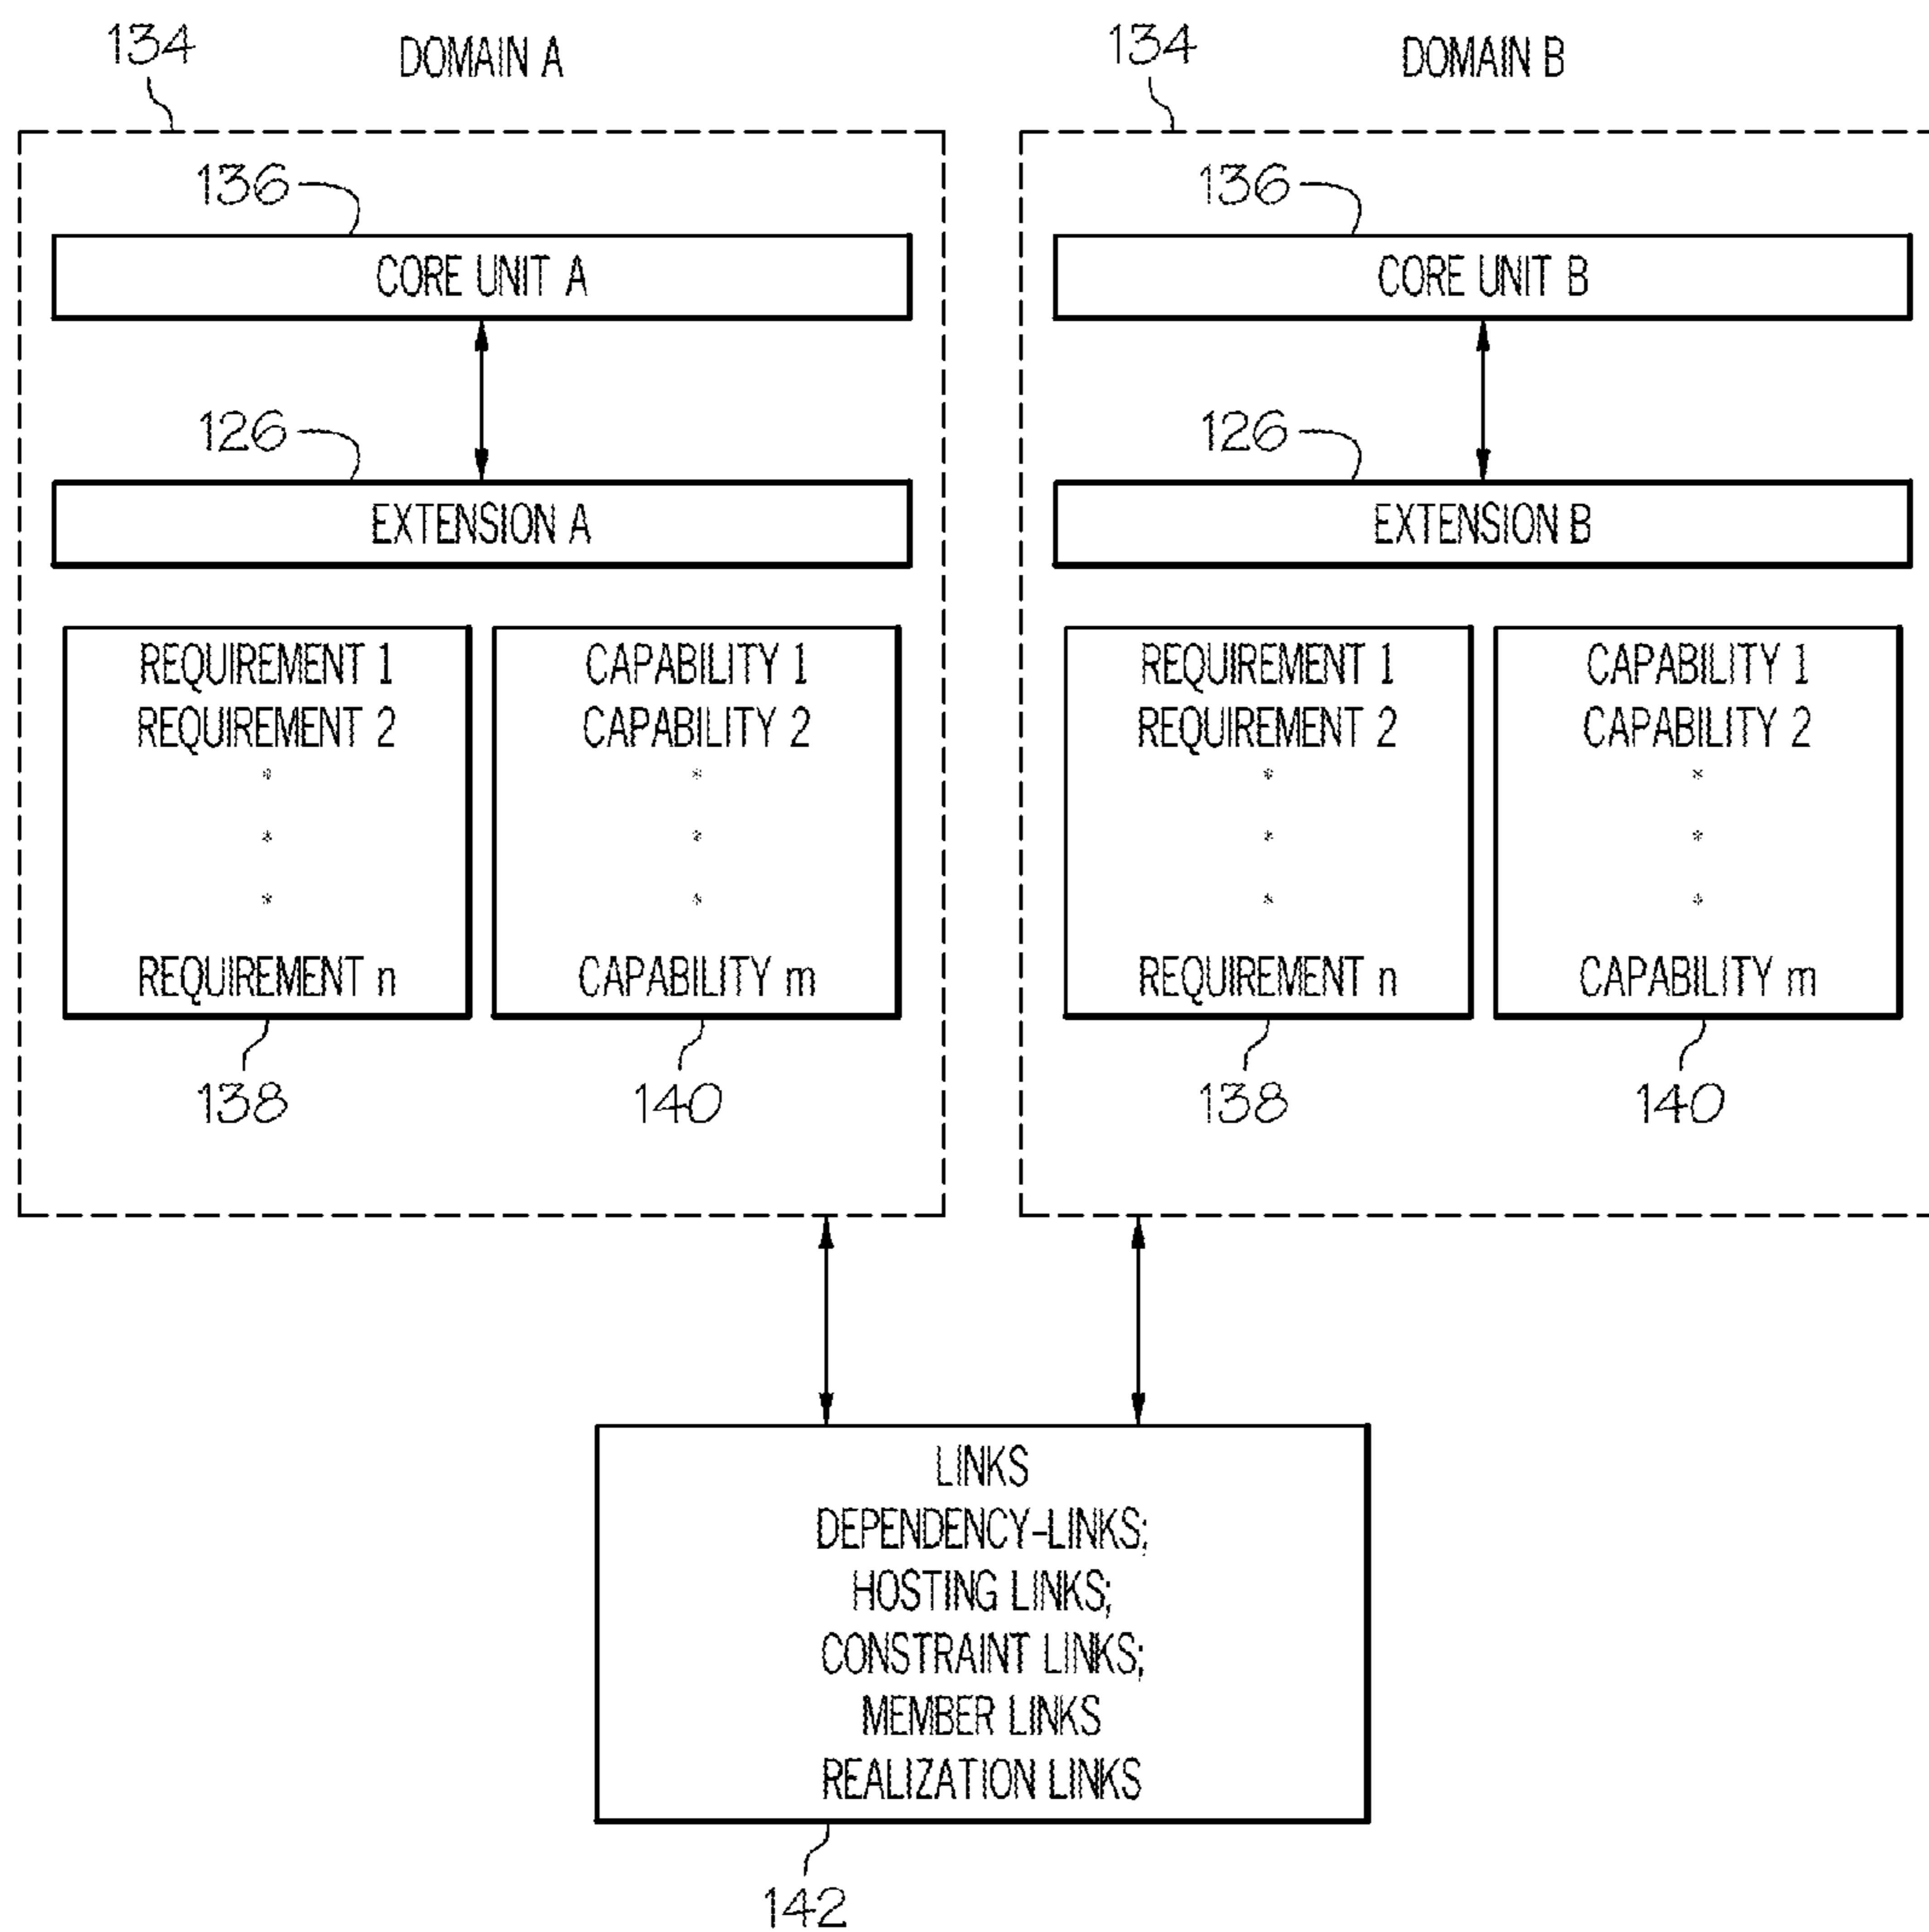 134
DOMAIN A
136
CORE UNIT A
126
EXTENSION A
REQUIREMENT 1
REQUIREMENT 2
*
*
*
REQUIREMENT n
138
CAPABILITY 1
CAPABILITY 2
*
*
*
CAPABILITY m
140
134
DOMAIN B
136
CORE UNIT B
126
EXTENSION B
REQUIREMENT 1
REQUIREMENT 2
*
*
*
REQUIREMENT n
138
CAPABILITY 1
CAPABILITY 2
*
*
*
CAPABILITY m
140
LINKS
DEPENDENCY-LINKS;
HOSTING LINKS;
CONSTRAINT LINKS;
MEMBER LINKS
REALIZATION LINKS
142